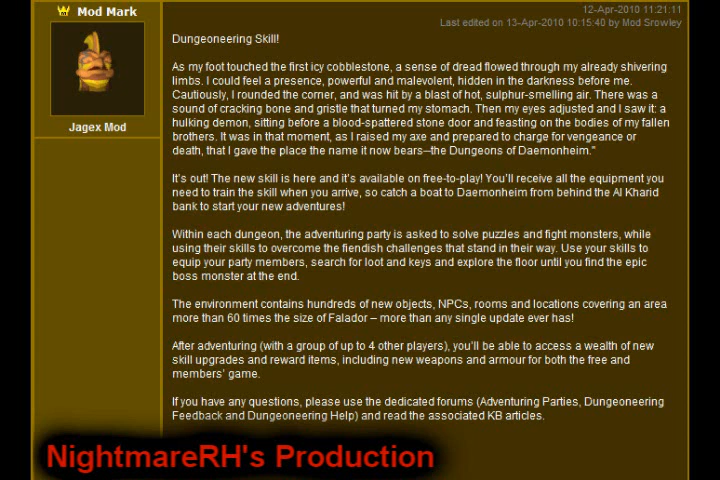 Mod Mark
Jagex Mod
12-Apr-2010 11:21:11
Last edited on 13-Apr-2010 10:15:40 by Mod Srowley
Dungeoneering Skill!
As my foot touched the first icy cobblestone, a sense of dread flowed through my already shivering
limbs. I could feel a presence, powerful and malevolent, hidden in the darkness before me.
Cautiously, I rounded the corner, and was hit by a blast of hot, sulphur-smelling air. There was a
sound of cracking bone and gristle that turned my stomach. Then my eyes adjusted and I saw it: a
hulking demon, sitting before a blood-spattered stone door and feasting on the bodies of my fallen
brothers. It was in that moment, as I raised my axe and prepared to charge for vengeance or
death, that I gave the place the name it now bears—the Dungeons of Daemonheim."
It's out! The new skill is here and it's available on free-to-play! You'll receive all the equipment you
need to train the skill when you arrive, so catch a boat to Daemonheim from behind the Al Kharid
bank to start your new adventures!
Within each dungeon, the adventuring party is asked to solve puzzles and fight monsters, while
using their skills to overcome the fiendish challenges that stand in their way. Use your skills to
equip your party members, search for loot and keys and explore the floor until you find the epic
boss monster at the end.
The environment contains hundreds of new objects, NPCs, rooms and locations covering an area
more than 60 times the size of Falador – more than any single update ever has!
After adventuring (with a group of up to 4 other players), you'll be able to access a wealth of new
skill upgrades and reward items, including new weapons and armour for both the free and
members' game.
If you have any questions, please use the dedicated forums (Adventuring Parties, Dungeoneering
Feedback and Dungeoneering Help) and read the associated KB articles.
NightmareRH's Production